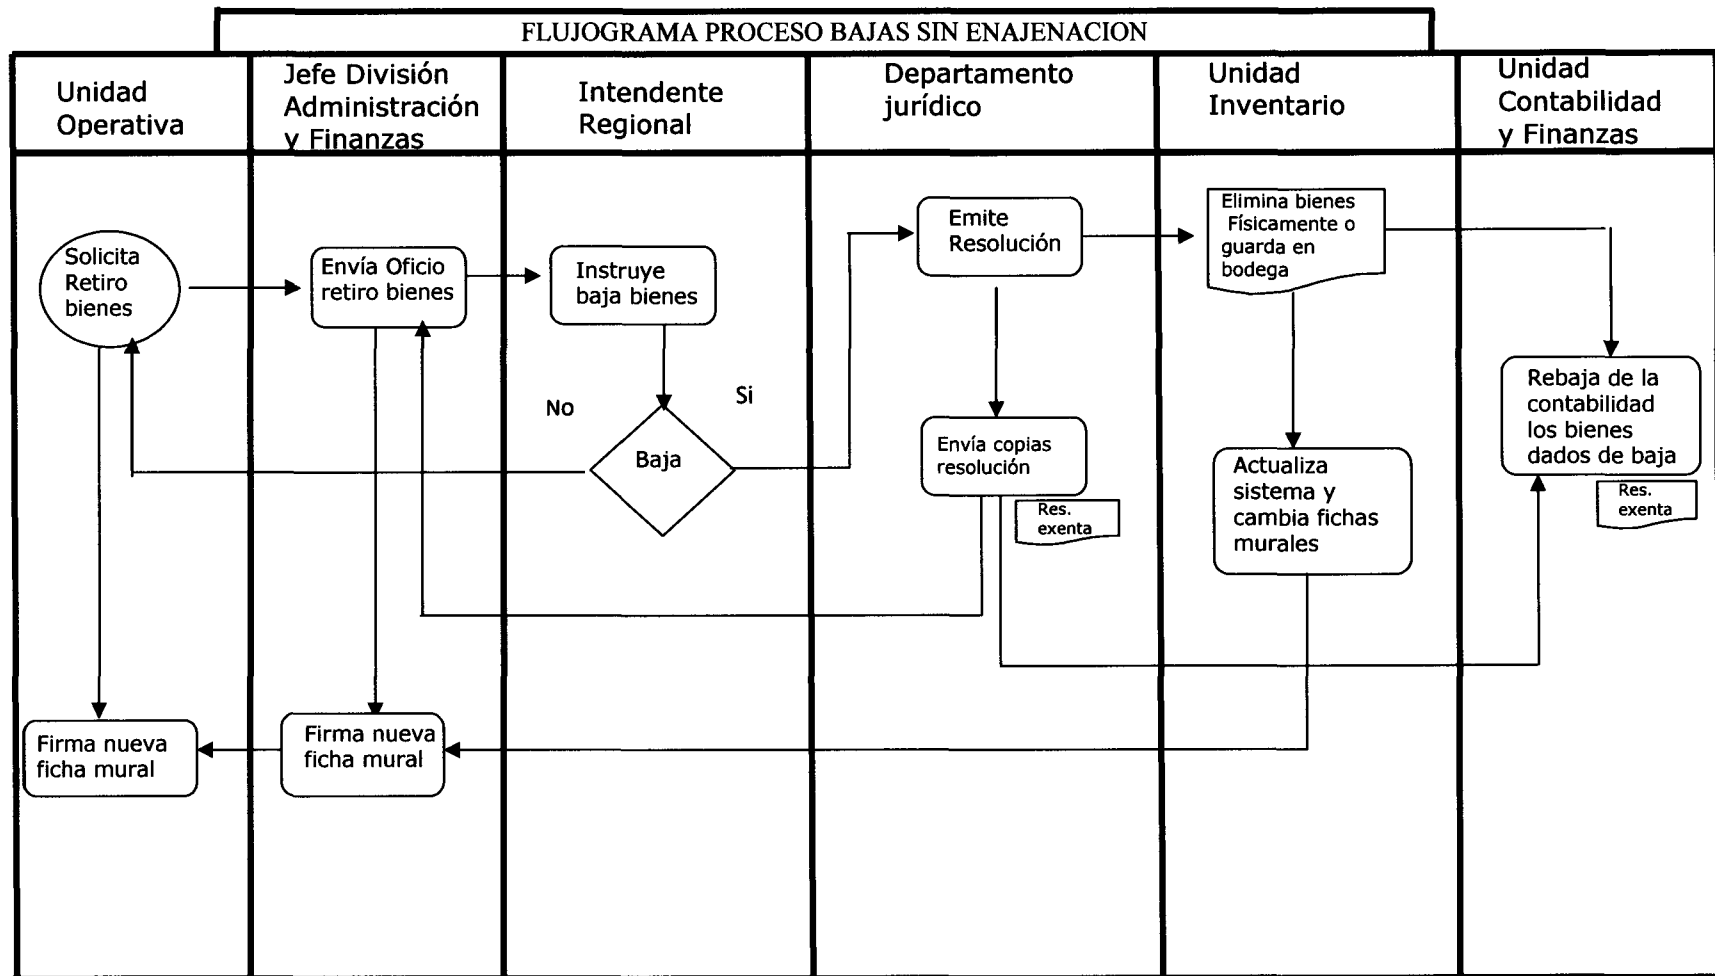 FLUJOGRAMA PROCESO BAJAS SIN ENAJENACION
Unidad
Operativa
Jefe División
Administración
y Finanzas
Intendente
Regional
Departamento
jurídico
Unidad
Inventario
Unidad
Contabilidad
y Finanzas
Solicita
Retiro
bienes
Envía Oficio
retiro bienes
Instruye
baja bienes
Emite
Resolución
Elimina bienes
Físicamente o
guarda en
bodega
No
Si
Baja
Envía copias
resolución
Res.
exenta
Actualiza
sistema y
cambia fichas
murales
Rebaja de la
contabilidad
los bienes
dados de baja
Res.
exenta
Firma nueva
ficha mural
Firma nueva
ficha mural